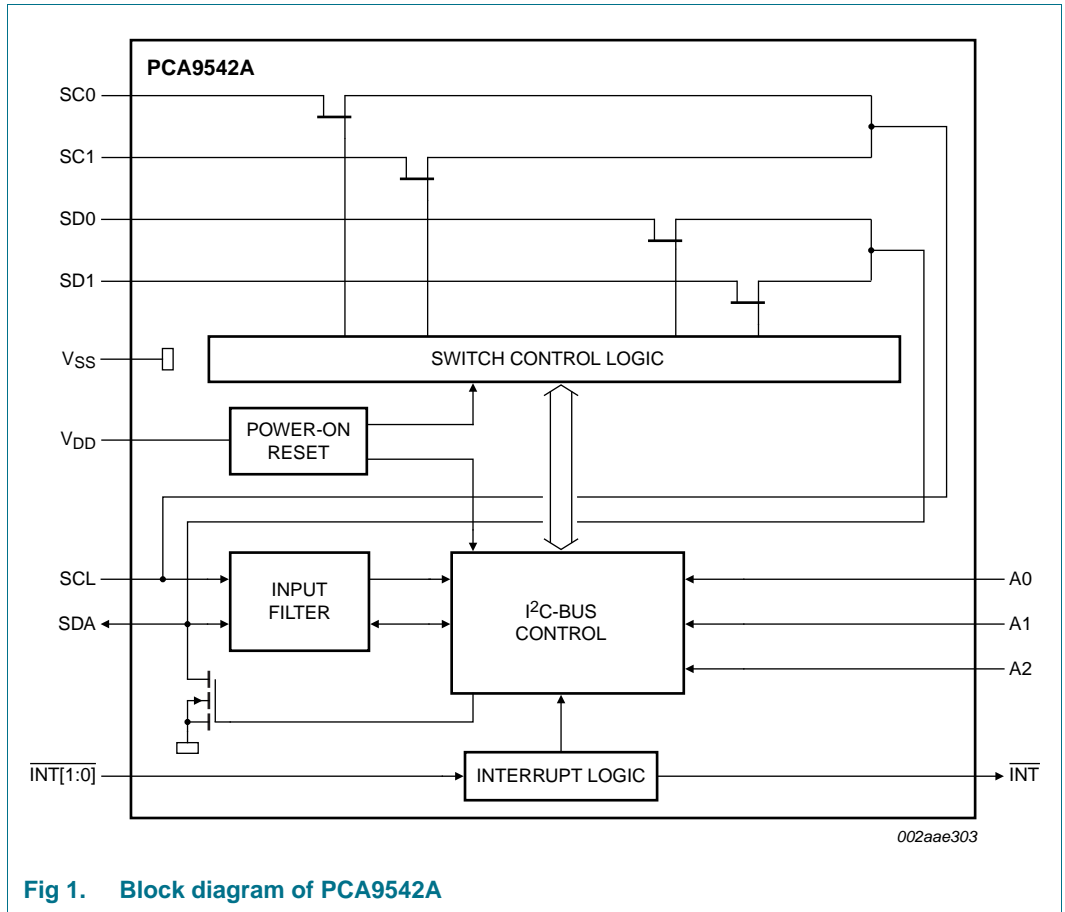 PCA9542A
SC0
SC1
SD0
SD1
VSS
SWITCH CONTROL LOGIC
VDD
POWER-ON
RESET
SCL
SDA
INPUT
FILTER
I²C-BUS
CONTROL
A0
A1
A2
INT[1:0]
INTERRUPT LOGIC
INT
002aae303
Fig 1. Block diagram of PCA9542A